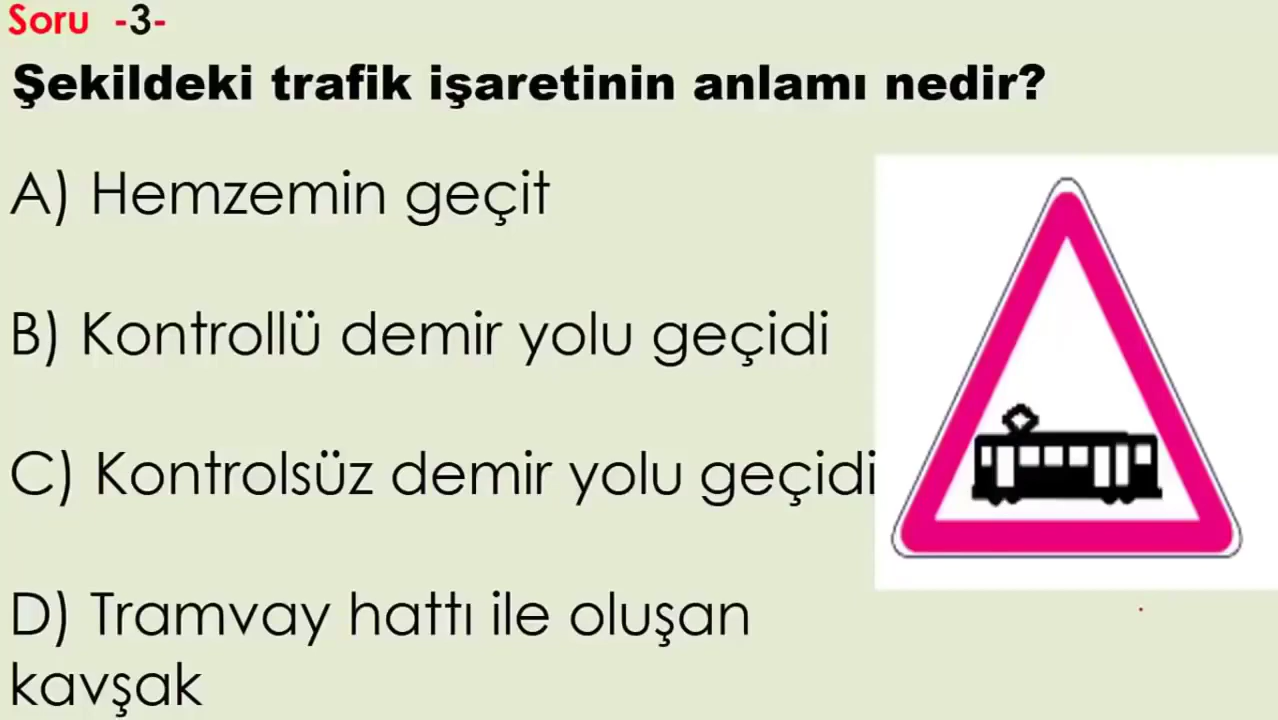 Soru -3-
Şekildeki trafik işaretinin anlamı nedir?
A) Hemzemin geçit
B) Kontrollü demir yolu geçidi
C) Kontrolsüz demir yolu geçidi
D) Tramvay hattı ile oluşan
kavşak